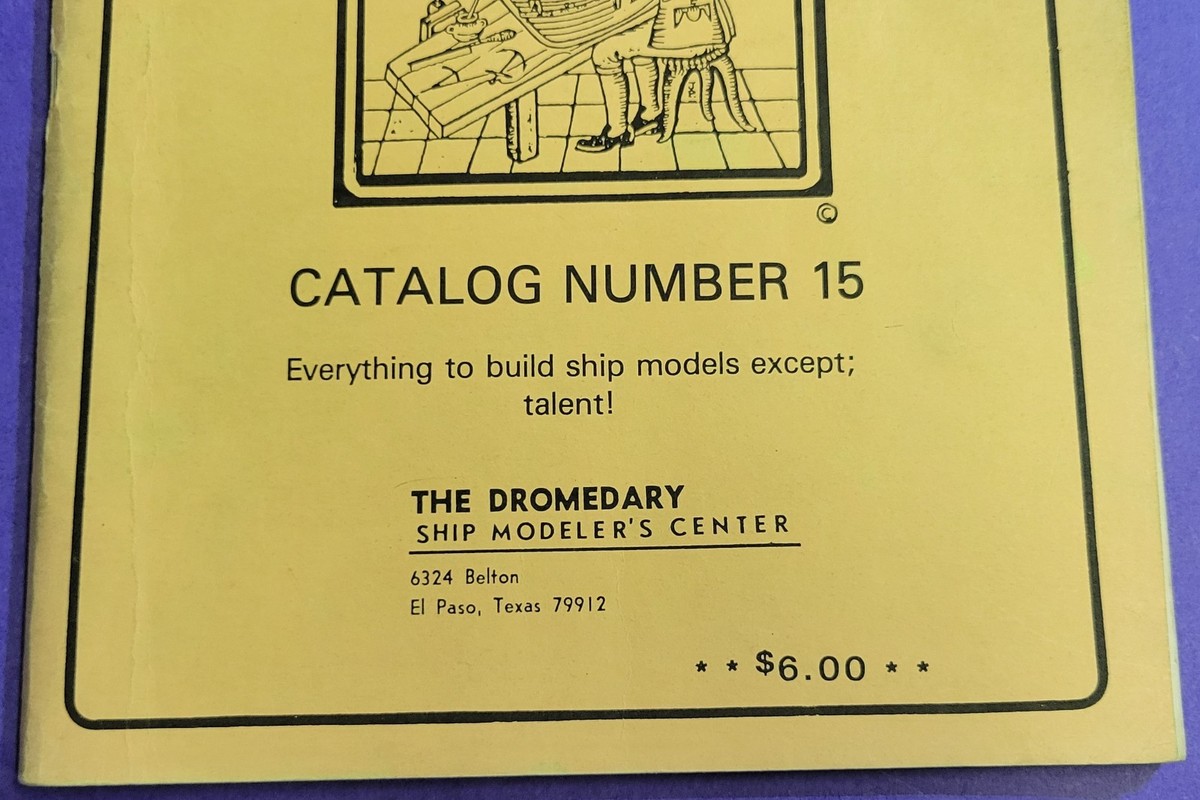 ©
CATALOG NUMBER 15
Everything to build ship models except;
talent!
THE DROMEDARY
SHIP MODELER'S CENTER
6324 Belton
El Paso, Texas 79912
* * $6.00 * *